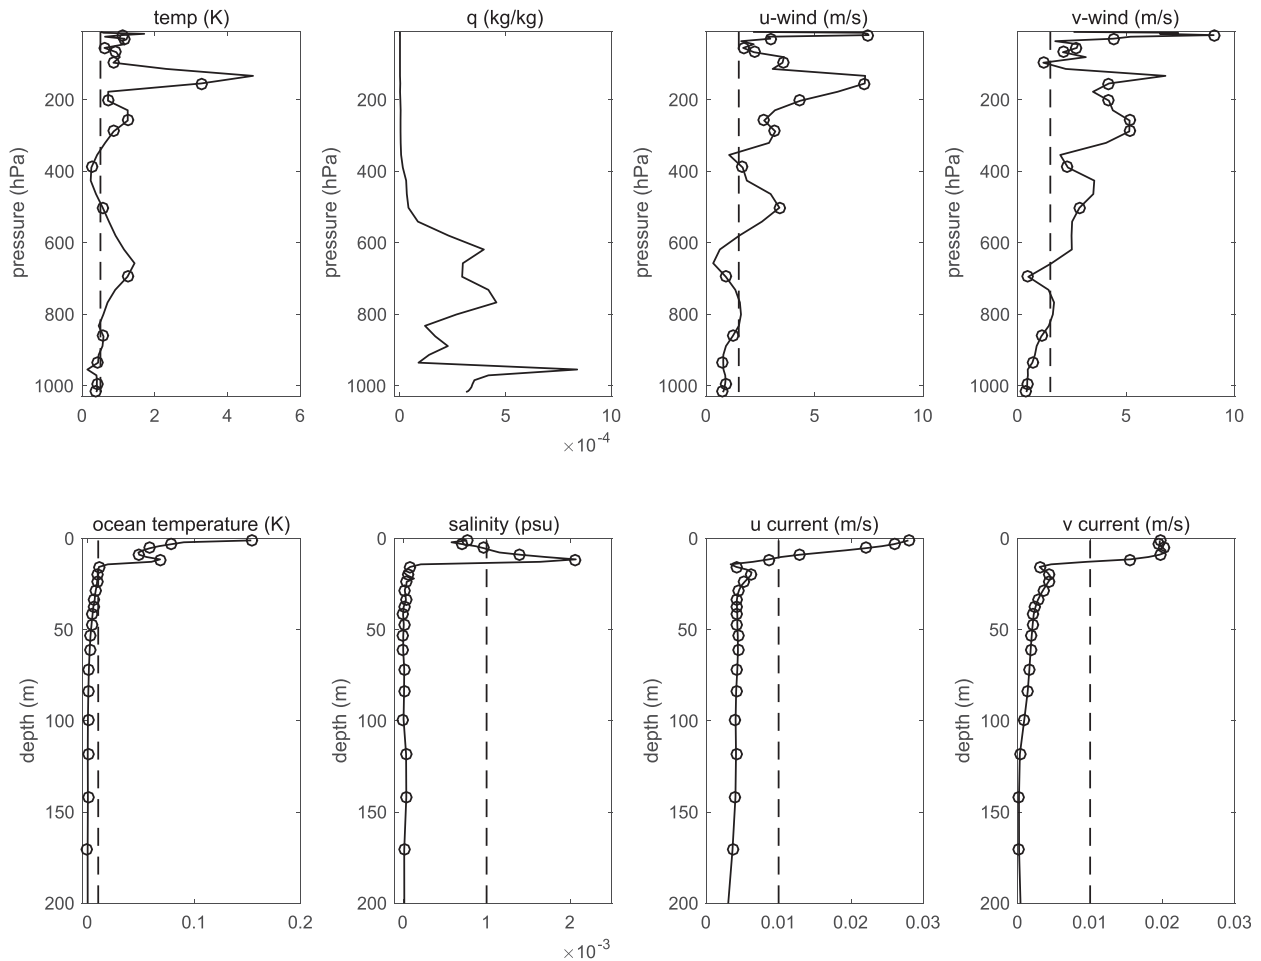 temp (K)
q (kg/kg)
u-wind (m/s)
v-wind (m/s)
pressure (hPa)
200
400
600
800
1000
0 2 4 6
pressure (hPa)
200
400
600
800
1000
0 5 10
×10-4
pressure (hPa)
200
400
600
800
1000
0 5 10
pressure (hPa)
200
400
600
800
1000
0 5 10
ocean temperature (K)
salinity (psu)
u current (m/s)
v current (m/s)
depth (m)
0
50
100
150
200
0 0.1 0.2
depth (m)
0
50
100
150
200
0 1 2
×10-3
depth (m)
0
50
100
150
200
0 0.01 0.02 0.03
depth (m)
0
50
100
150
200
0 0.01 0.02 0.03